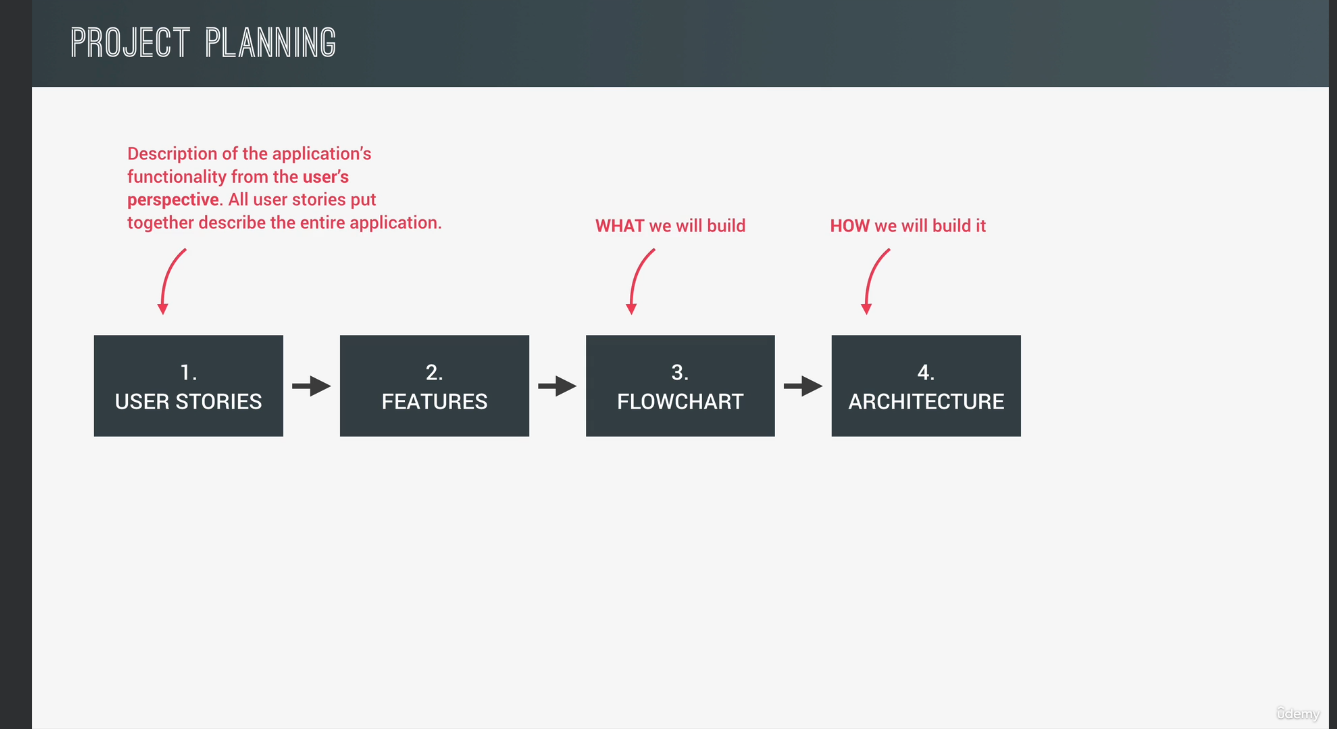 PROJECT PLANNING
Description of the application's
functionality from the user's
perspective. All user stories put
together describe the entire application.
WHAT we will build
HOW we will build it
1.
USER STORIES
2.
FEATURES
3.
FLOWCHART
4.
ARCHITECTURE
ûdemy